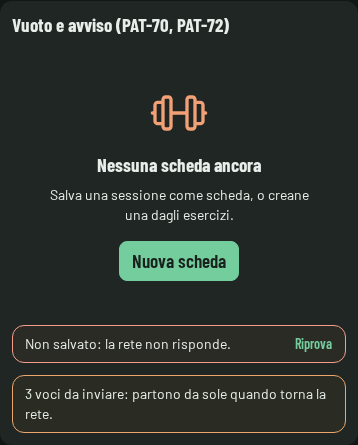 Vuoto e avviso (PAT-70, PAT-72)
Nessuna scheda ancora
Salva una sessione come scheda, o creane
una dagli esercizi.
Nuova scheda
Non salvato: la rete non risponde. Riprova
3 voci da inviare: partono da sole quando torna la
rete.